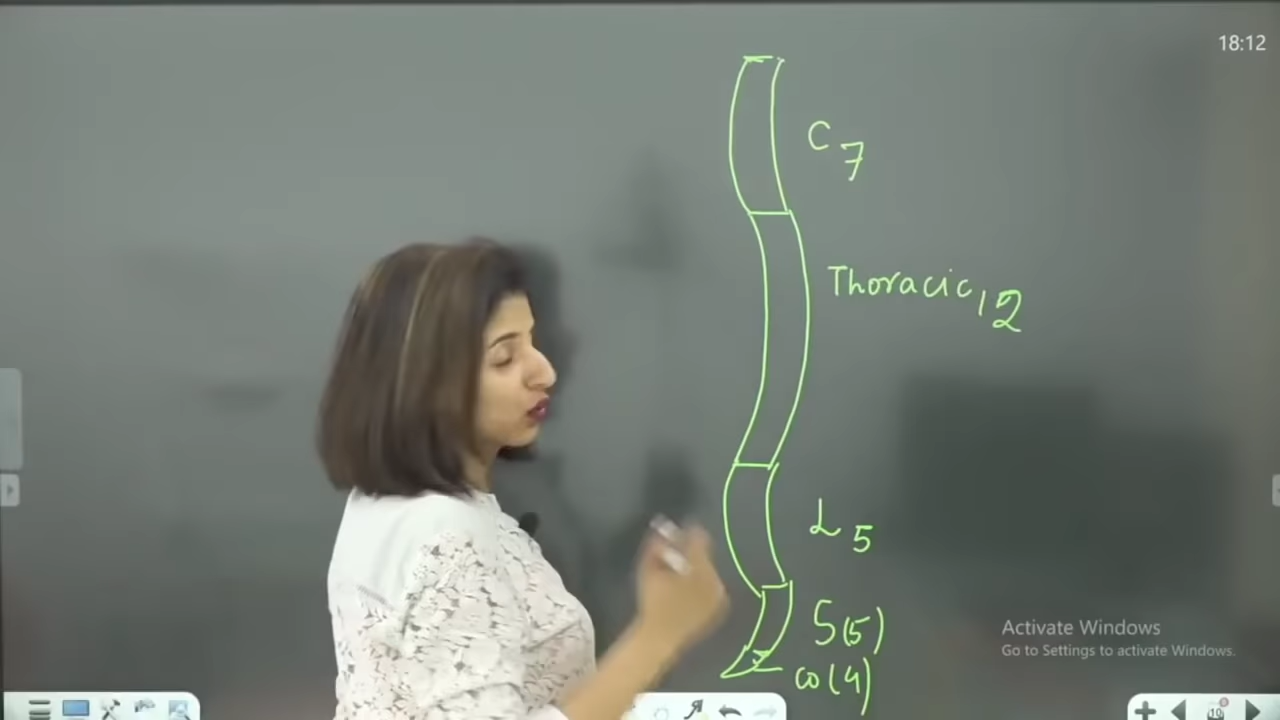 18:12
C 7
Thoracic 12
L 5
S(5)
co(4)
Activate Windows
Go to Settings to activate Windows.